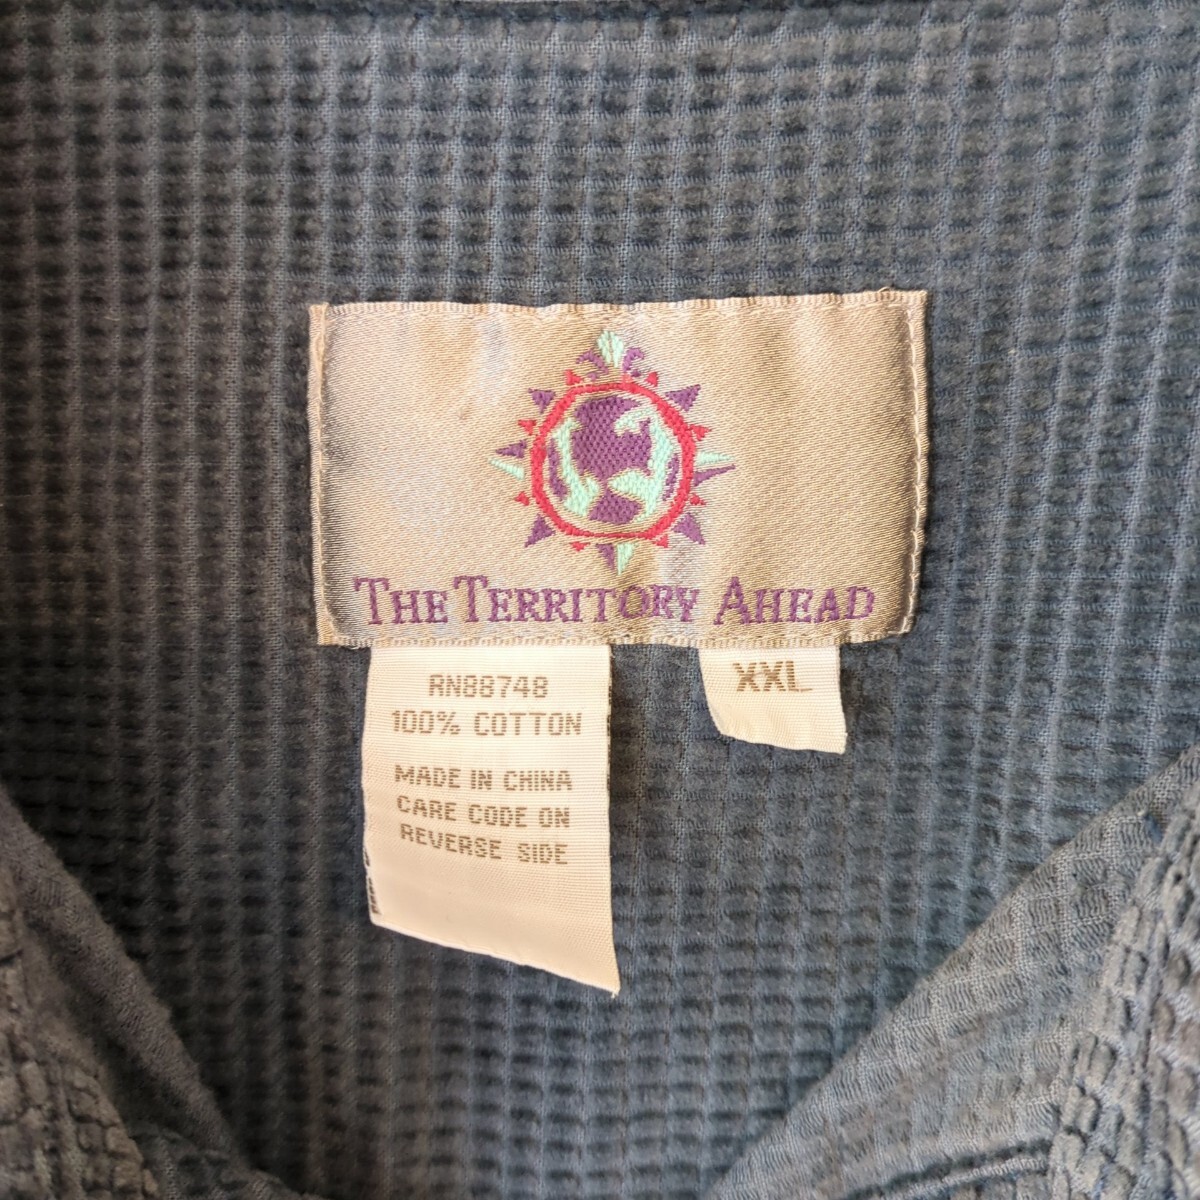 THE TERRITORY AHEAD
RN88748
100% COTTON
MADE IN CHINA
CARE CODE ON
REVERSE SIDE
XXL